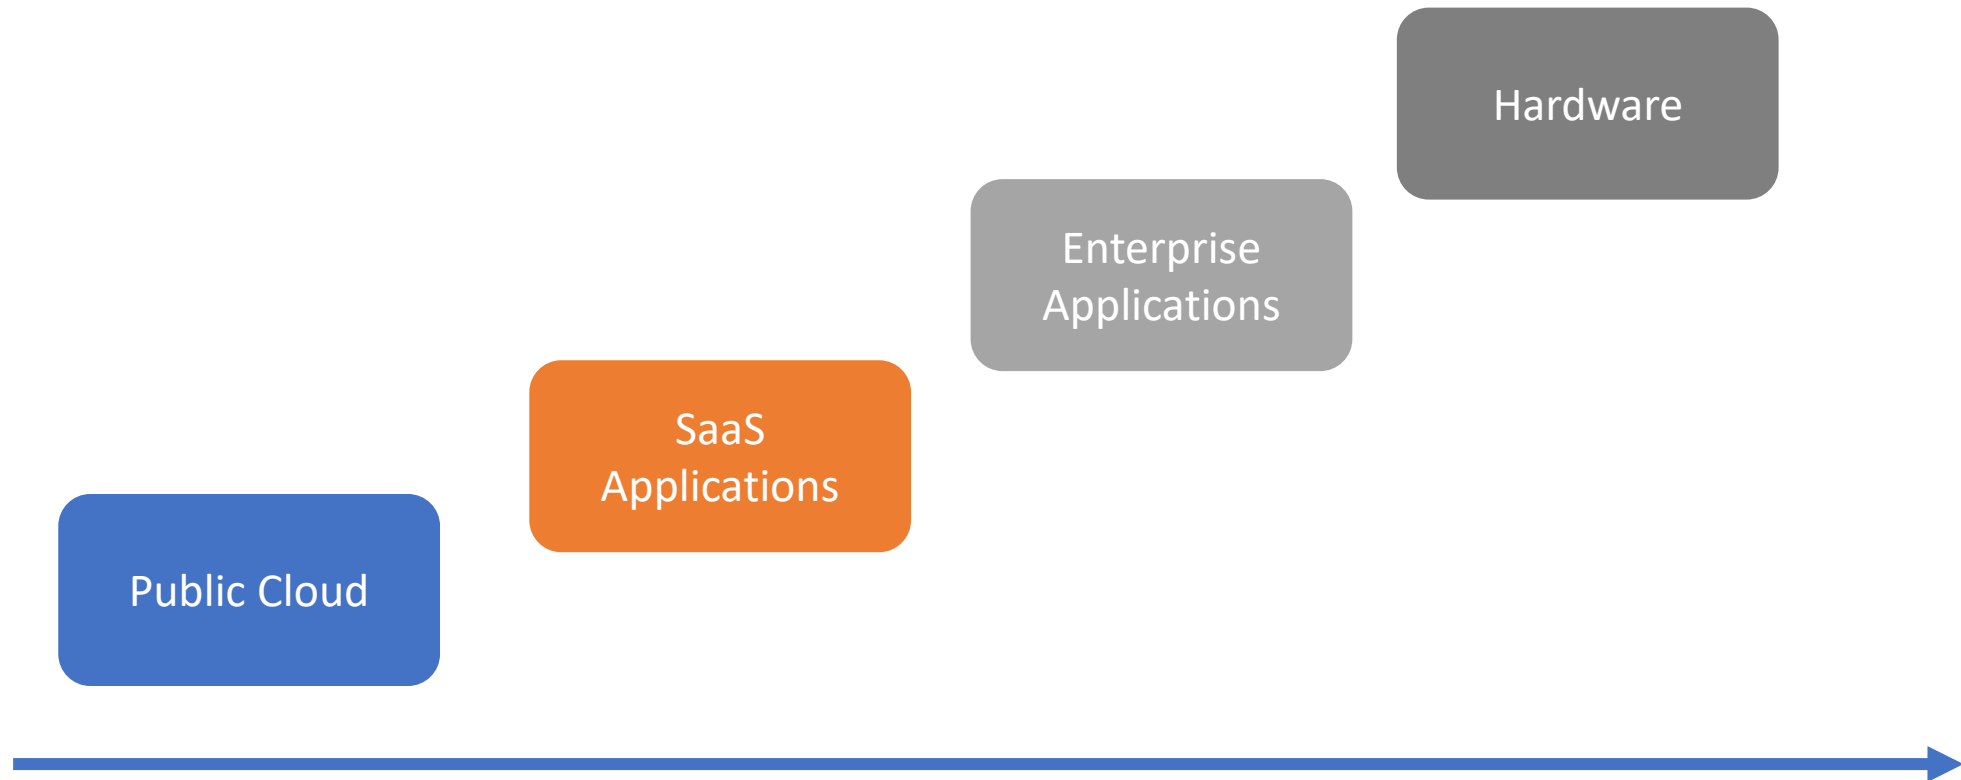 Hardware
Enterprise
Applications
SaaS
Applications
Public Cloud